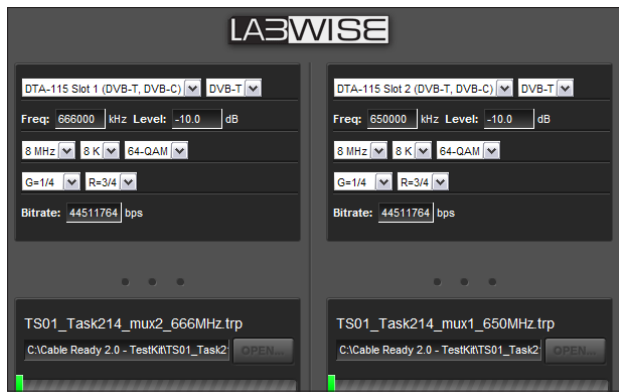 LABWISE
DTA-115 Slot 1 (DVB-T, DVB-C) DVB-T
Freq: 666000 kHz Level: -10.0 dB
8 MHz 8 K 64-QAM
G=1/4 R=3/4
Bitrate: 44511764 bps
TS01_Task214_mux2_666MHz.trp
C:\Cable Ready 2.0 - TestKit\TS01_Task2 OPEN...
DTA-115 Slot 2 (DVB-T, DVB-C) DVB-T
Freq: 650000 kHz Level: -10.0 dB
8 MHz 8 K 64-QAM
G=1/4 R=3/4
Bitrate: 44511764 bps
TS01_Task214_mux1_650MHz.trp
C:\Cable Ready 2.0 - TestKit\TS01_Task2 OPEN...